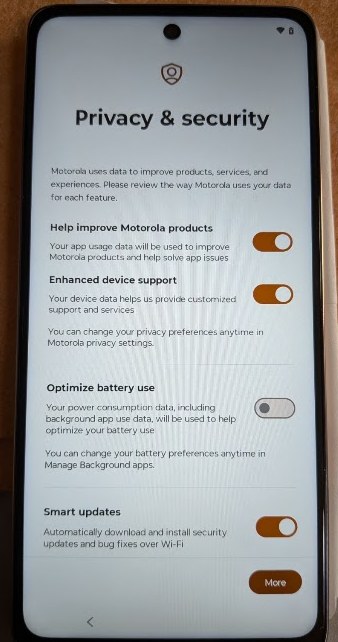 Privacy & security
Motorola uses data to improve products, services, and
experiences. Please review the way Motorola uses your data
for each feature.
Help improve Motorola products
Your app usage data will be used to improve
Motorola products and help solve app issues
Enhanced device support
Your device data helps us provide customized
support and services
You can change your privacy preferences anytime in
Motorola privacy settings.
Optimize battery use
Your power consumption data, including
background app use data, will be used to help
optimize your battery use
You can change your battery preferences anytime in
Manage Background apps.
Smart updates
Automatically download and install security
updates and bug fixes over Wi-Fi
More